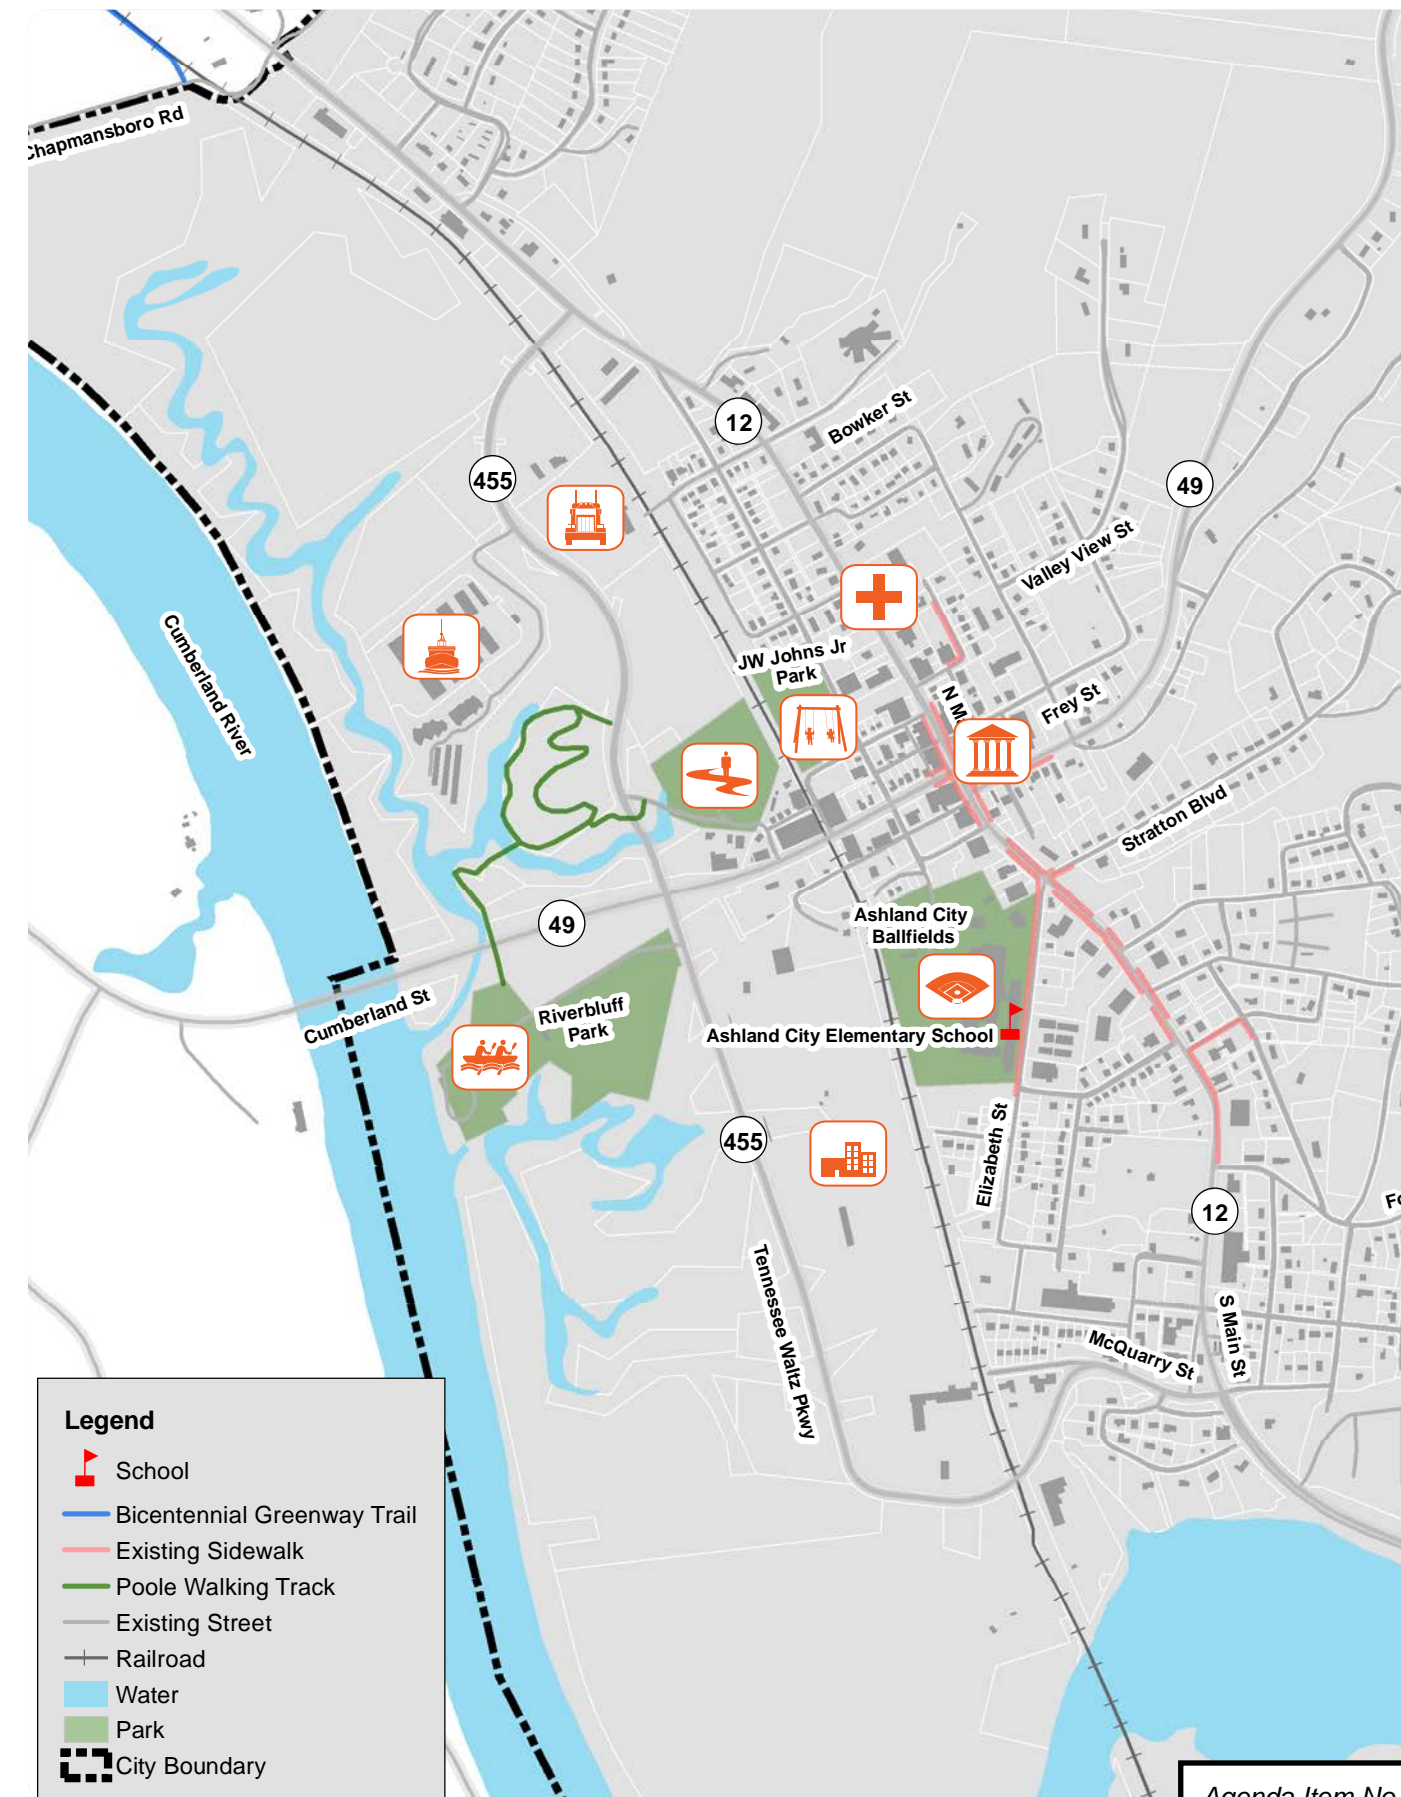 Chapmansboro Rd
12
Bowker St
455
49
Valley View St
Cumberland River
JW Johns Jr
Park
N
Frey St
Stratton Blvd
Ashland City
Ballfields
49
Cumberland St
Riverbluff
Park
Ashland City Elementary School
455
Elizabeth St
12
Tennessee Waltz Pkwy
S Main St
McQuarry St
Legend
School
Bicentennial Greenway Trail
Existing Sidewalk
Poole Walking Track
Existing Street
Railroad
Water
Park
City Boundary
Agenda Item No